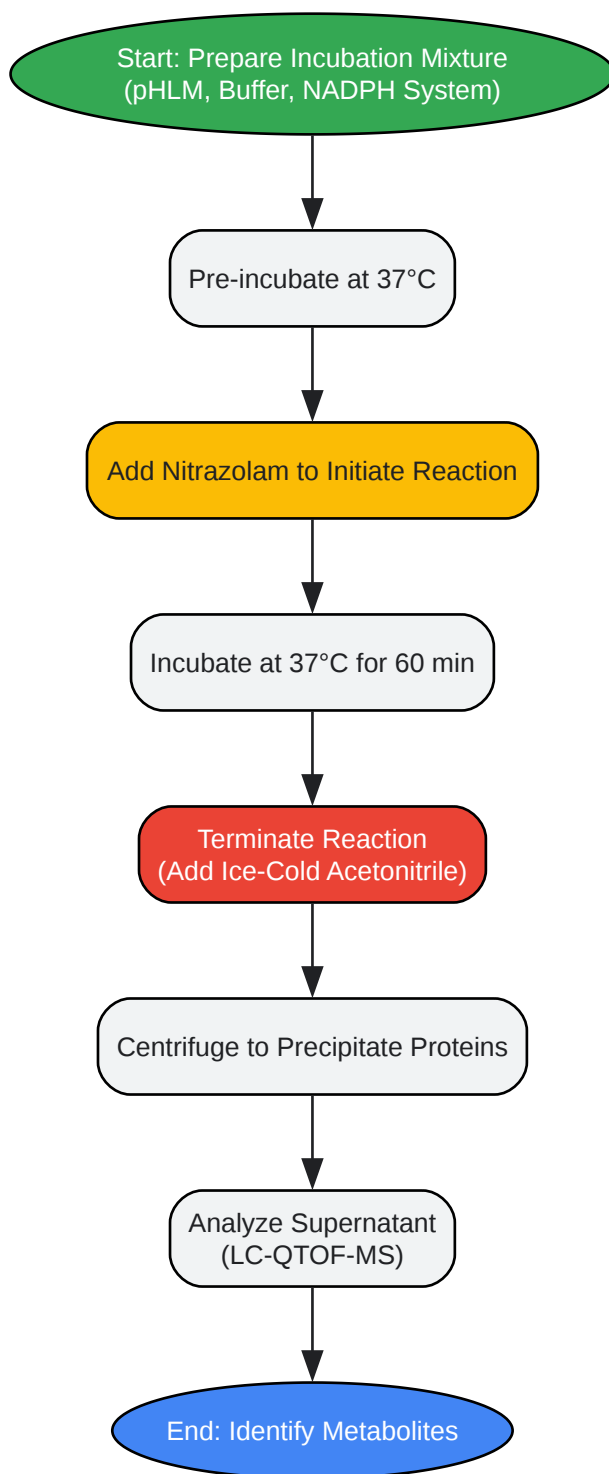 Start: Prepare Incubation Mixture
(pHLM, Buffer, NADPH System)
Pre-incubate at 37°C
Add Nitrazolam to Initiate Reaction
Incubate at 37°C for 60 min
Terminate Reaction
(Add Ice-Cold Acetonitrile)
Centrifuge to Precipitate Proteins
Analyze Supernatant
(LC-QTOF-MS)
End: Identify Metabolites